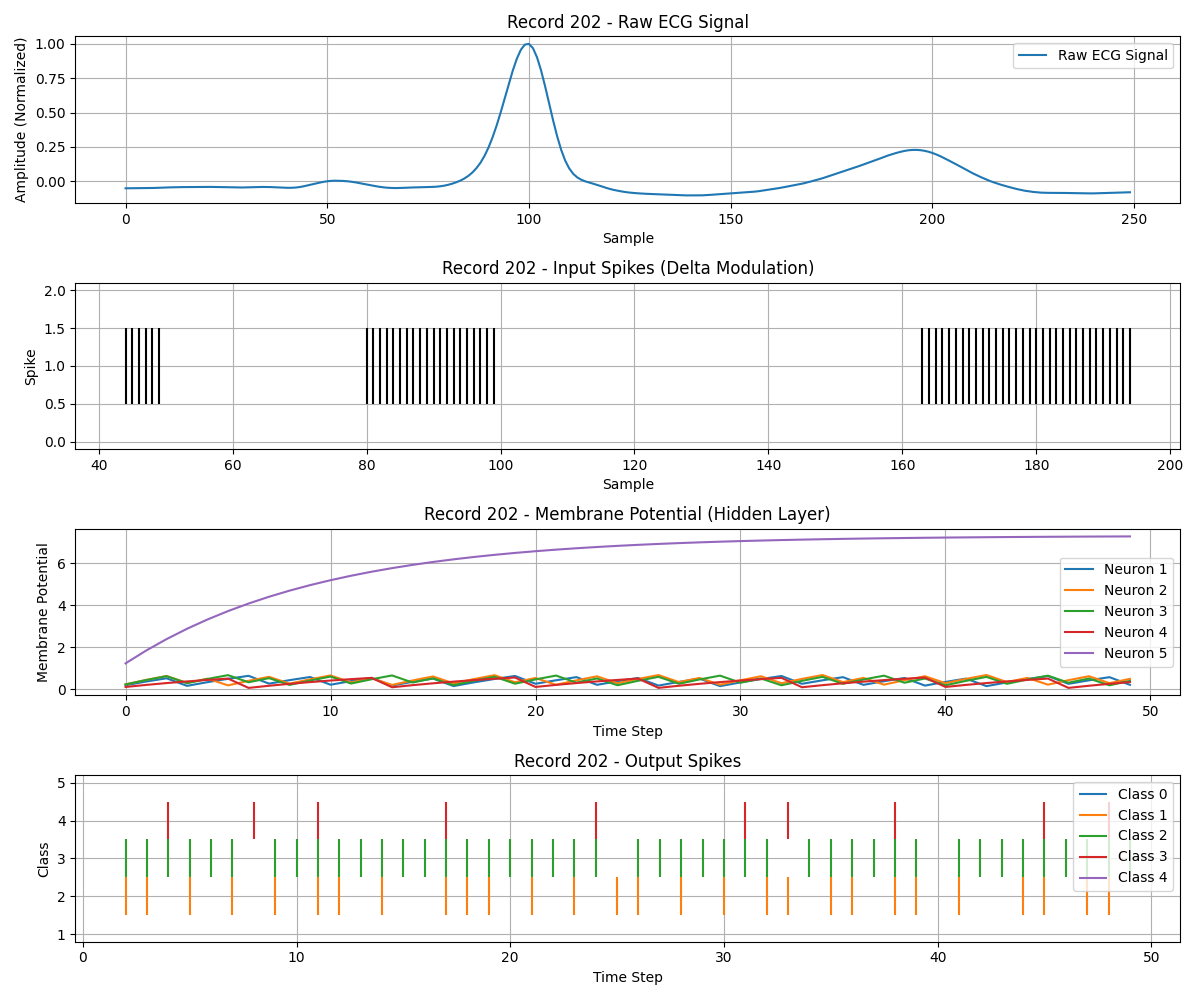 Record 202 - Raw ECG Signal
Amplitude (Normalized)
1.00
0.75
0.50
0.25
0.00
Raw ECG Signal
0 50 100 150 200 250
Sample
Record 202 - Input Spikes (Delta Modulation)
Spike
2.0
1.5
1.0
0.5
0.0
40 60 80 100 120 140 160 180 200
Sample
Record 202 - Membrane Potential (Hidden Layer)
Membrane Potential
6
4
2
0
Neuron 1
Neuron 2
Neuron 3
Neuron 4
Neuron 5
0 10 20 30 40 50
Time Step
Record 202 - Output Spikes
Class
5
4
3
2
1
Class 0
Class 1
Class 2
Class 3
Class 4
0 10 20 30 40 50
Time Step